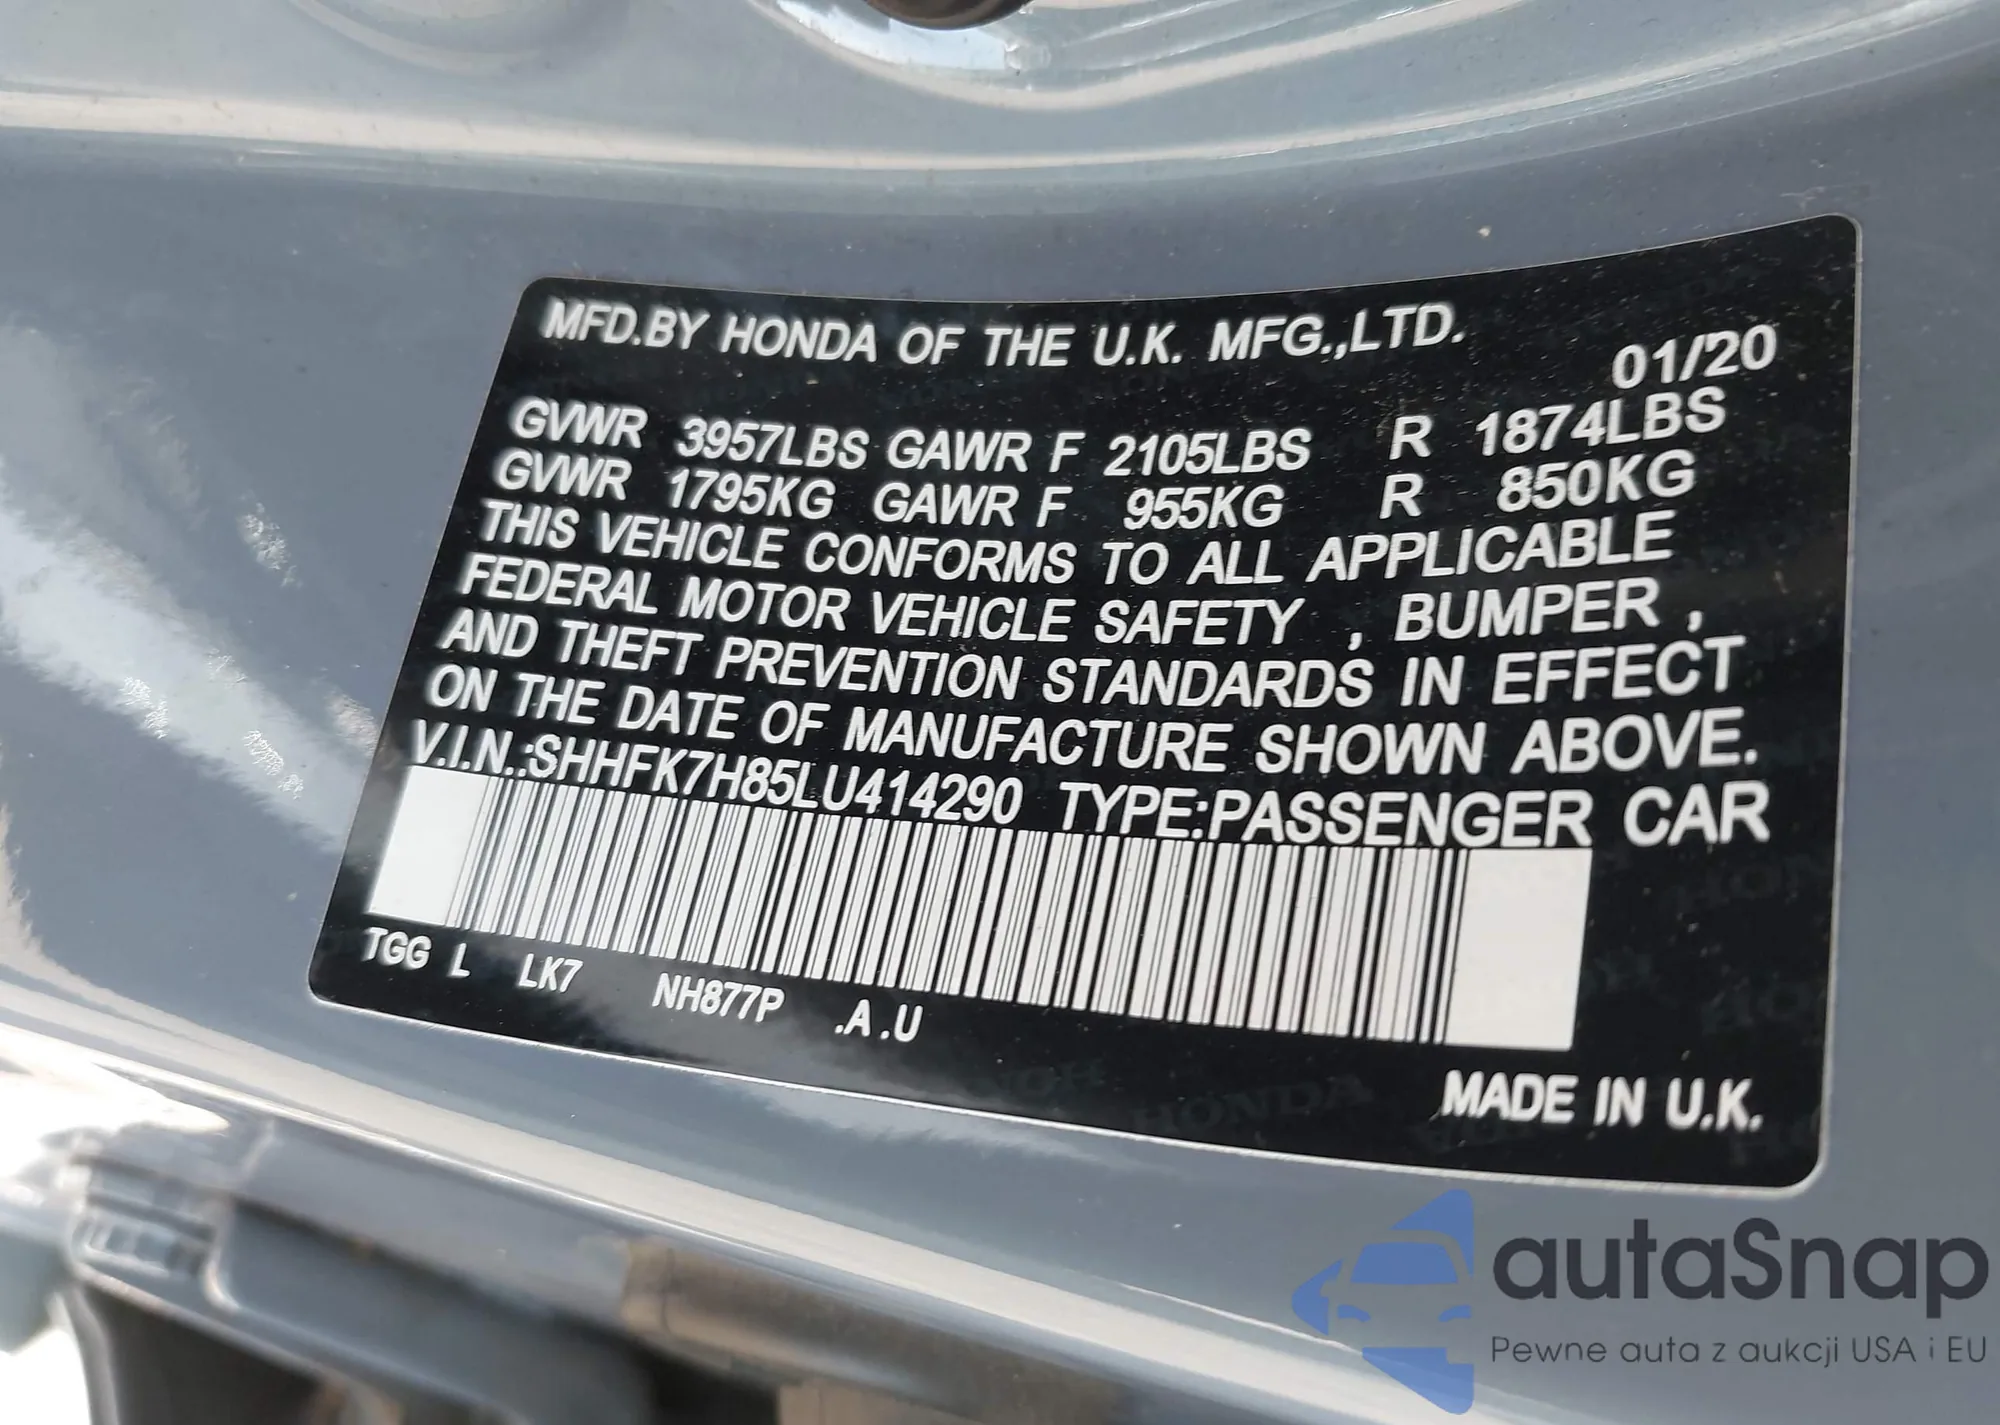 MFD.BY HONDA OF THE U.K. MFG.,LTD.
01/20
GVWR 3957LBS GAWR F 2105LBS R 1874LBS
GVWR 1795KG GAWR F 955KG R 850KG
THIS VEHICLE CONFORMS TO ALL APPLICABLE
FEDERAL MOTOR VEHICLE SAFETY , BUMPER ,
AND THEFT PREVENTION STANDARDS IN EFFECT
ON THE DATE OF MANUFACTURE SHOWN ABOVE.
V.I.N.:SHHFK7H85LU414290 TYPE:PASSENGER CAR
TGG L LK7 NH877P .A .U
MADE IN U.K.
autaSnap
Pewne auta z aukcji USA i EU